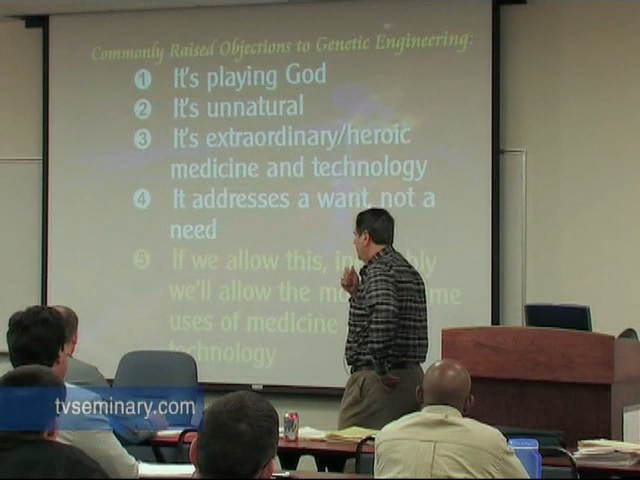 Commonly Raised Objections to Genetic Engineering:
1 It's playing God
2 It's unnatural
3 It's extraordinary/heroic
medicine and technology
4 It addresses a want, not a
need
5 If we allow this,
we'll allow the
uses of medicine
technology
tvseminary.com